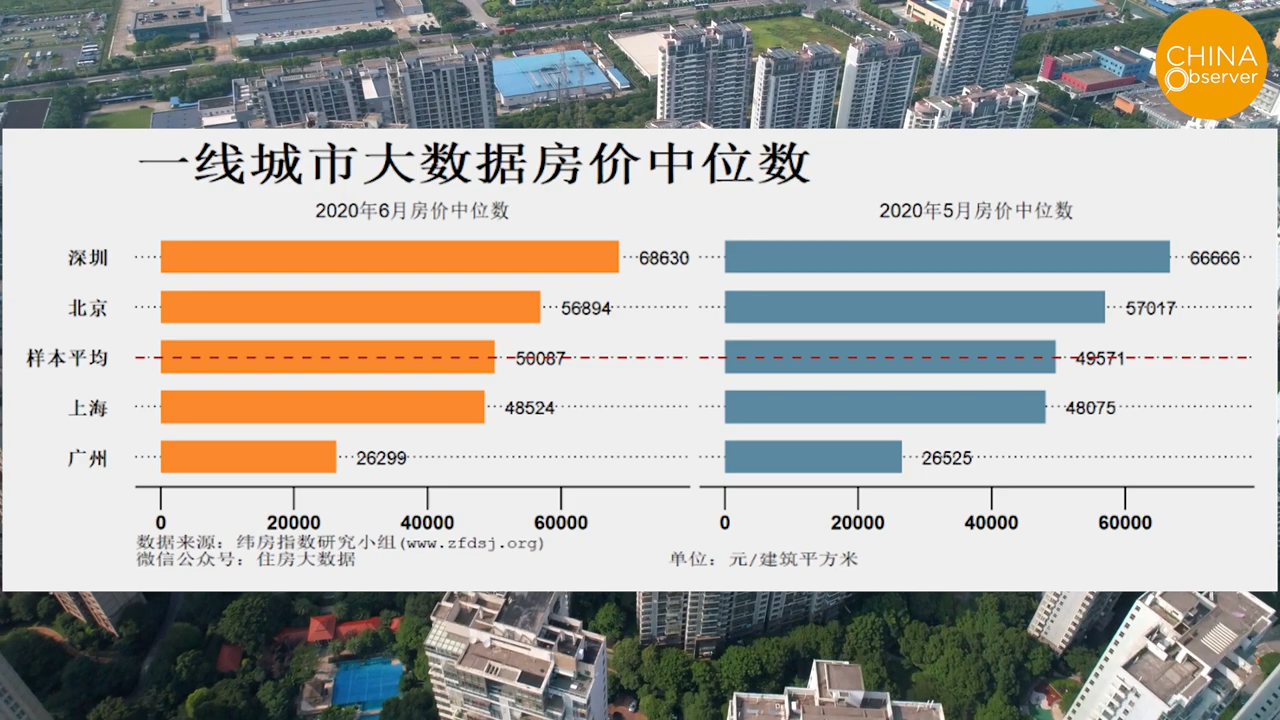 CHINA
Observer
一线城市大数据房价中位数
2020年6月房价中位数
2020年5月房价中位数
深圳
68630
66666
北京
56894
57017
样本平均
50087
49571
上海
48524
48075
广州
26299
26525
0 20000 40000 60000
0 20000 40000 60000
数据来源：纬房指数研究小组(www.zfdsj.org)
微信公众号：住房大数据
单位：元/建筑平方米